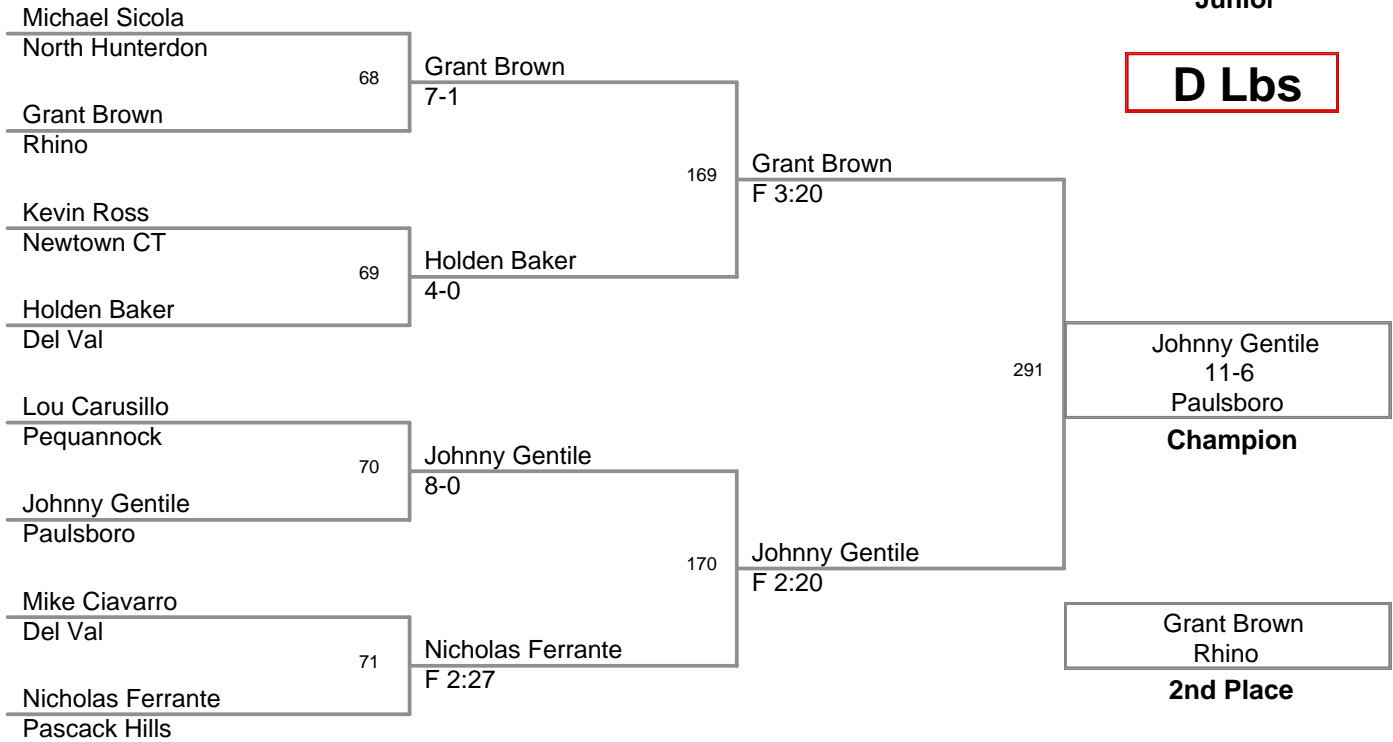 Junior
D Lbs
Michael Sicola
North Hunterdon
68
Grant Brown
Rhino
Grant Brown
7-1
169
Kevin Ross
Newtown CT
69
Holden Baker
Del Val
Holden Baker
4-0
Grant Brown
F 3:20
291
Lou Carusillo
Pequannock
70
Johnny Gentile
Paulsboro
Johnny Gentile
8-0
170
Mike Ciavarro
Del Val
71
Nicholas Ferrante
Pascack Hills
Nicholas Ferrante
F 2:27
Johnny Gentile
F 2:20
Johnny Gentile
11-6
Paulsboro
Champion
Grant Brown
Rhino
2nd Place